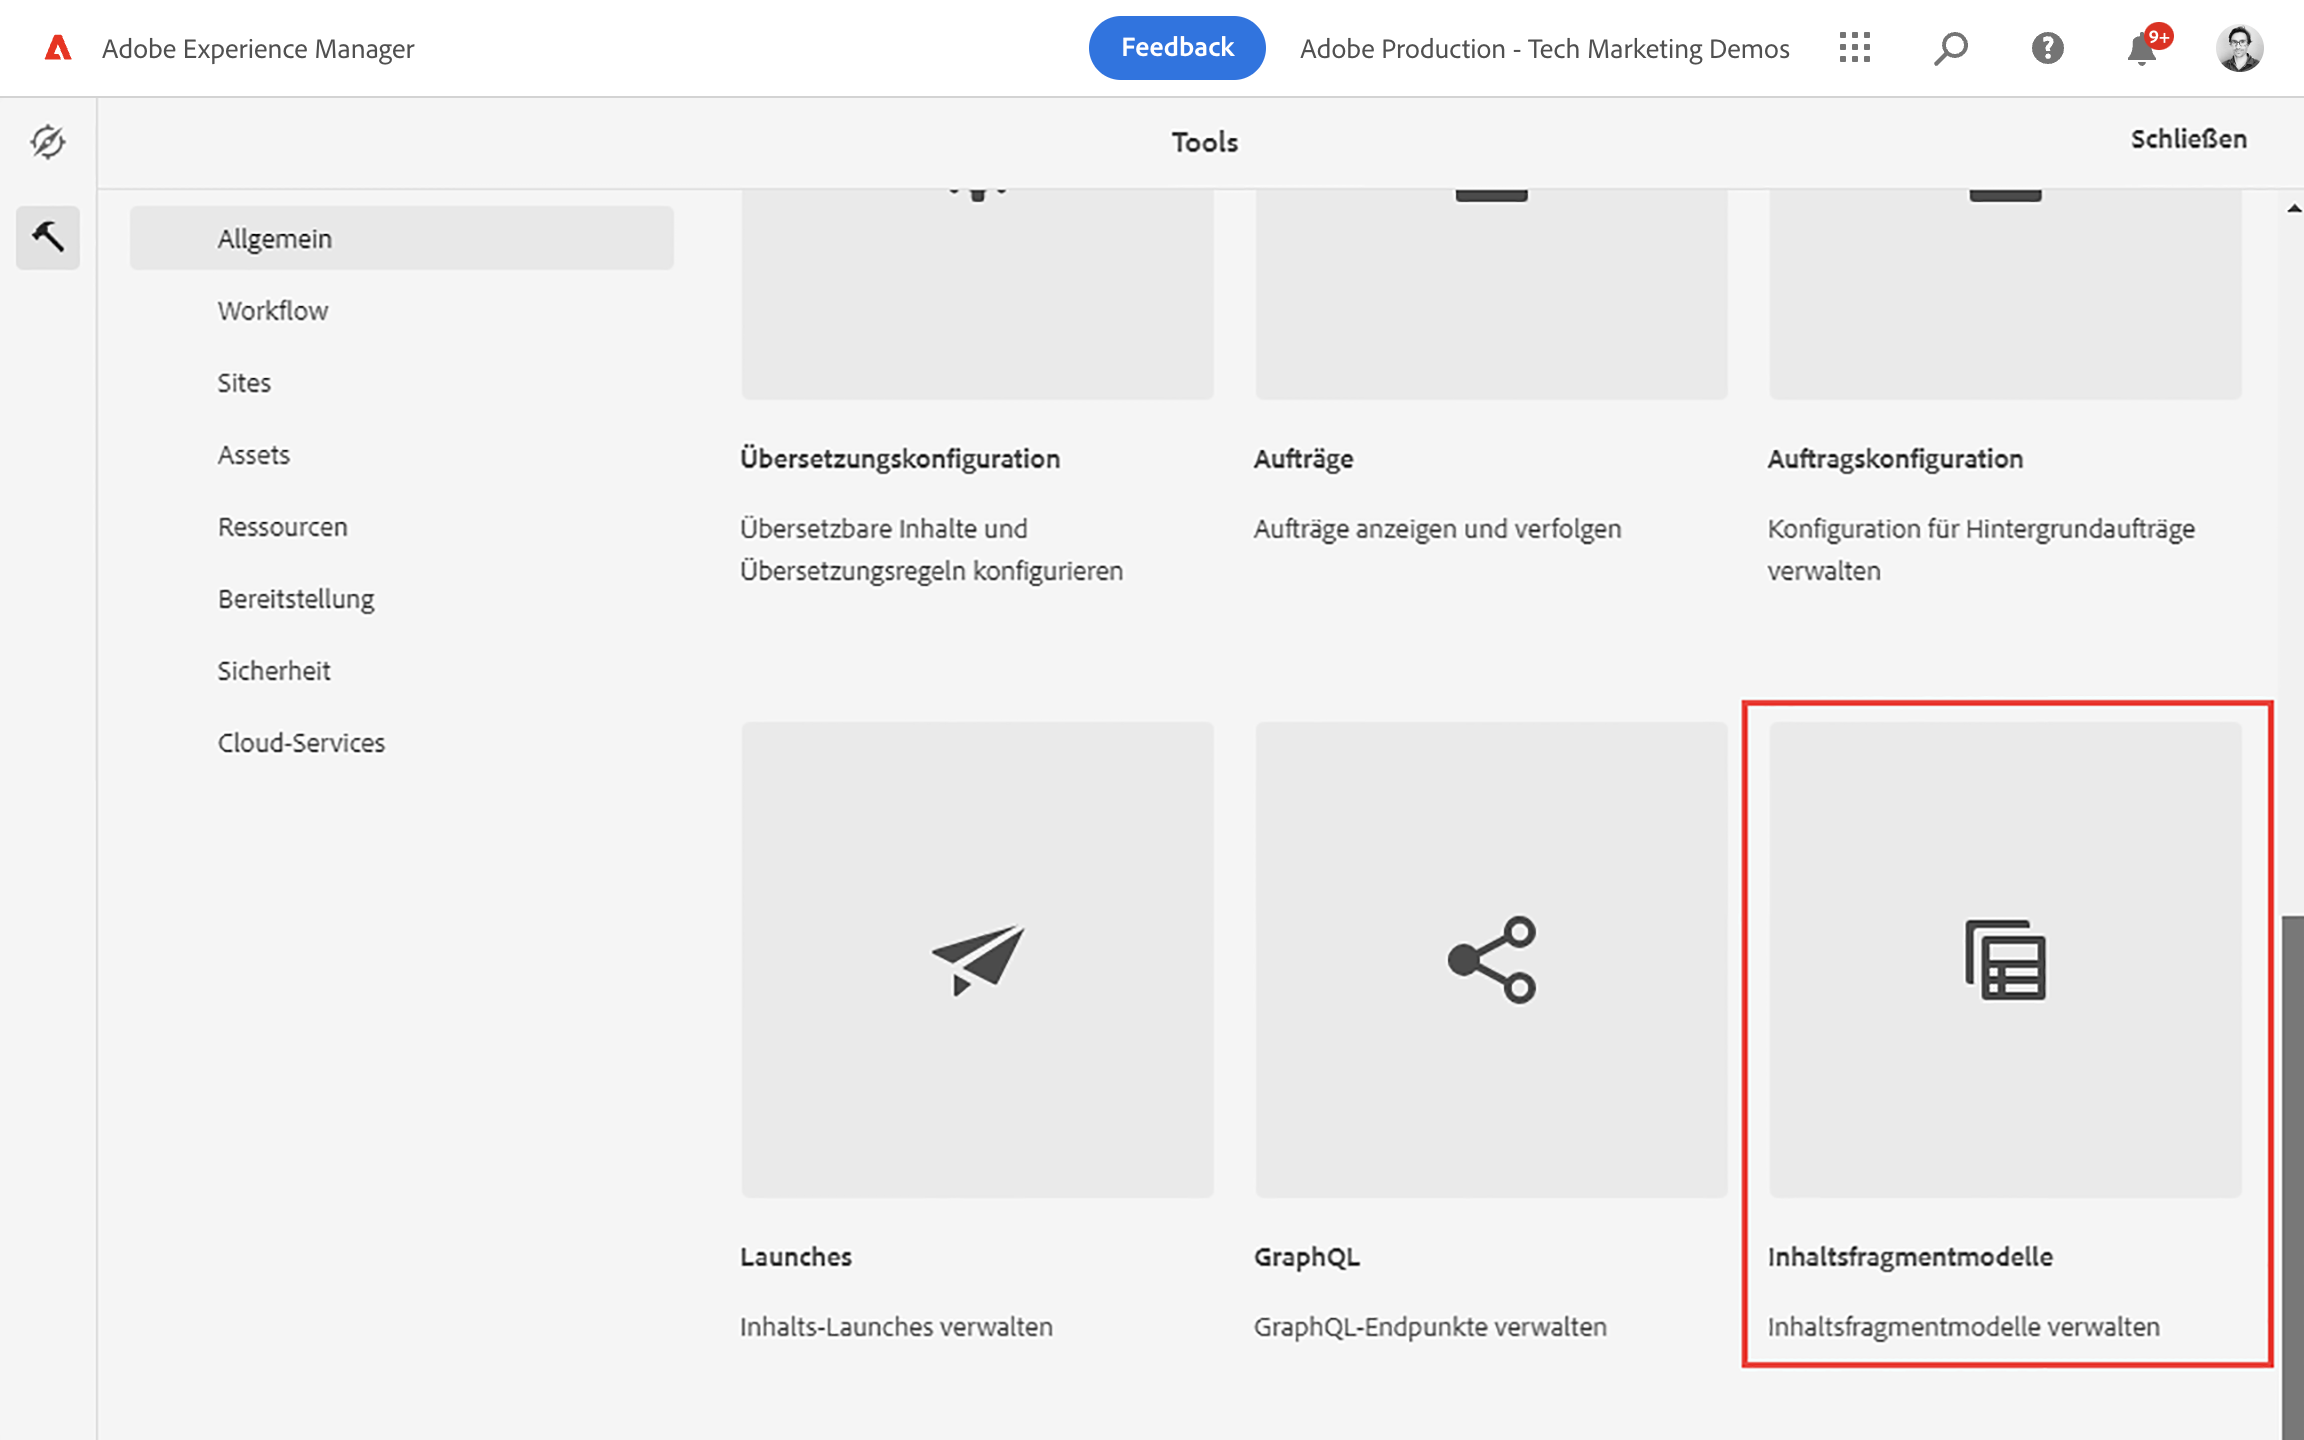 Adobe Experience Manager
Feedback
Adobe Production - Tech Marketing Demos
9+
Tools
Schließen
Allgemein
Workflow
Sites
Assets
Ressourcen
Bereitstellung
Sicherheit
Cloud-Services
Übersetzungskonfiguration
Übersetzbare Inhalte und
Übersetzungsregeln konfigurieren
Aufträge
Aufträge anzeigen und verfolgen
Auftragskonfiguration
Konfiguration für Hintergrundaufträge
verwalten
Launches
Inhalts-Launches verwalten
GraphQL
GraphQL-Endpunkte verwalten
Inhaltsfragmentmodelle
Inhaltsfragmentmodelle verwalten